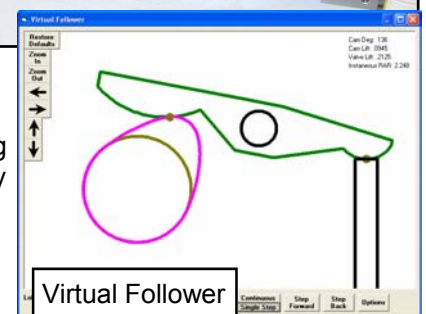 Virtual Follower
Restore
Defaults
Zoom
In
Zoom
Out
Cam Deg: 136
Cam Lift: .0945
Valve Lift: .2125
Instantaneous RAR: 2.248
g
y
Virtual Follower
Continuous
Single Step
Step
Forward
Step
Back
Options